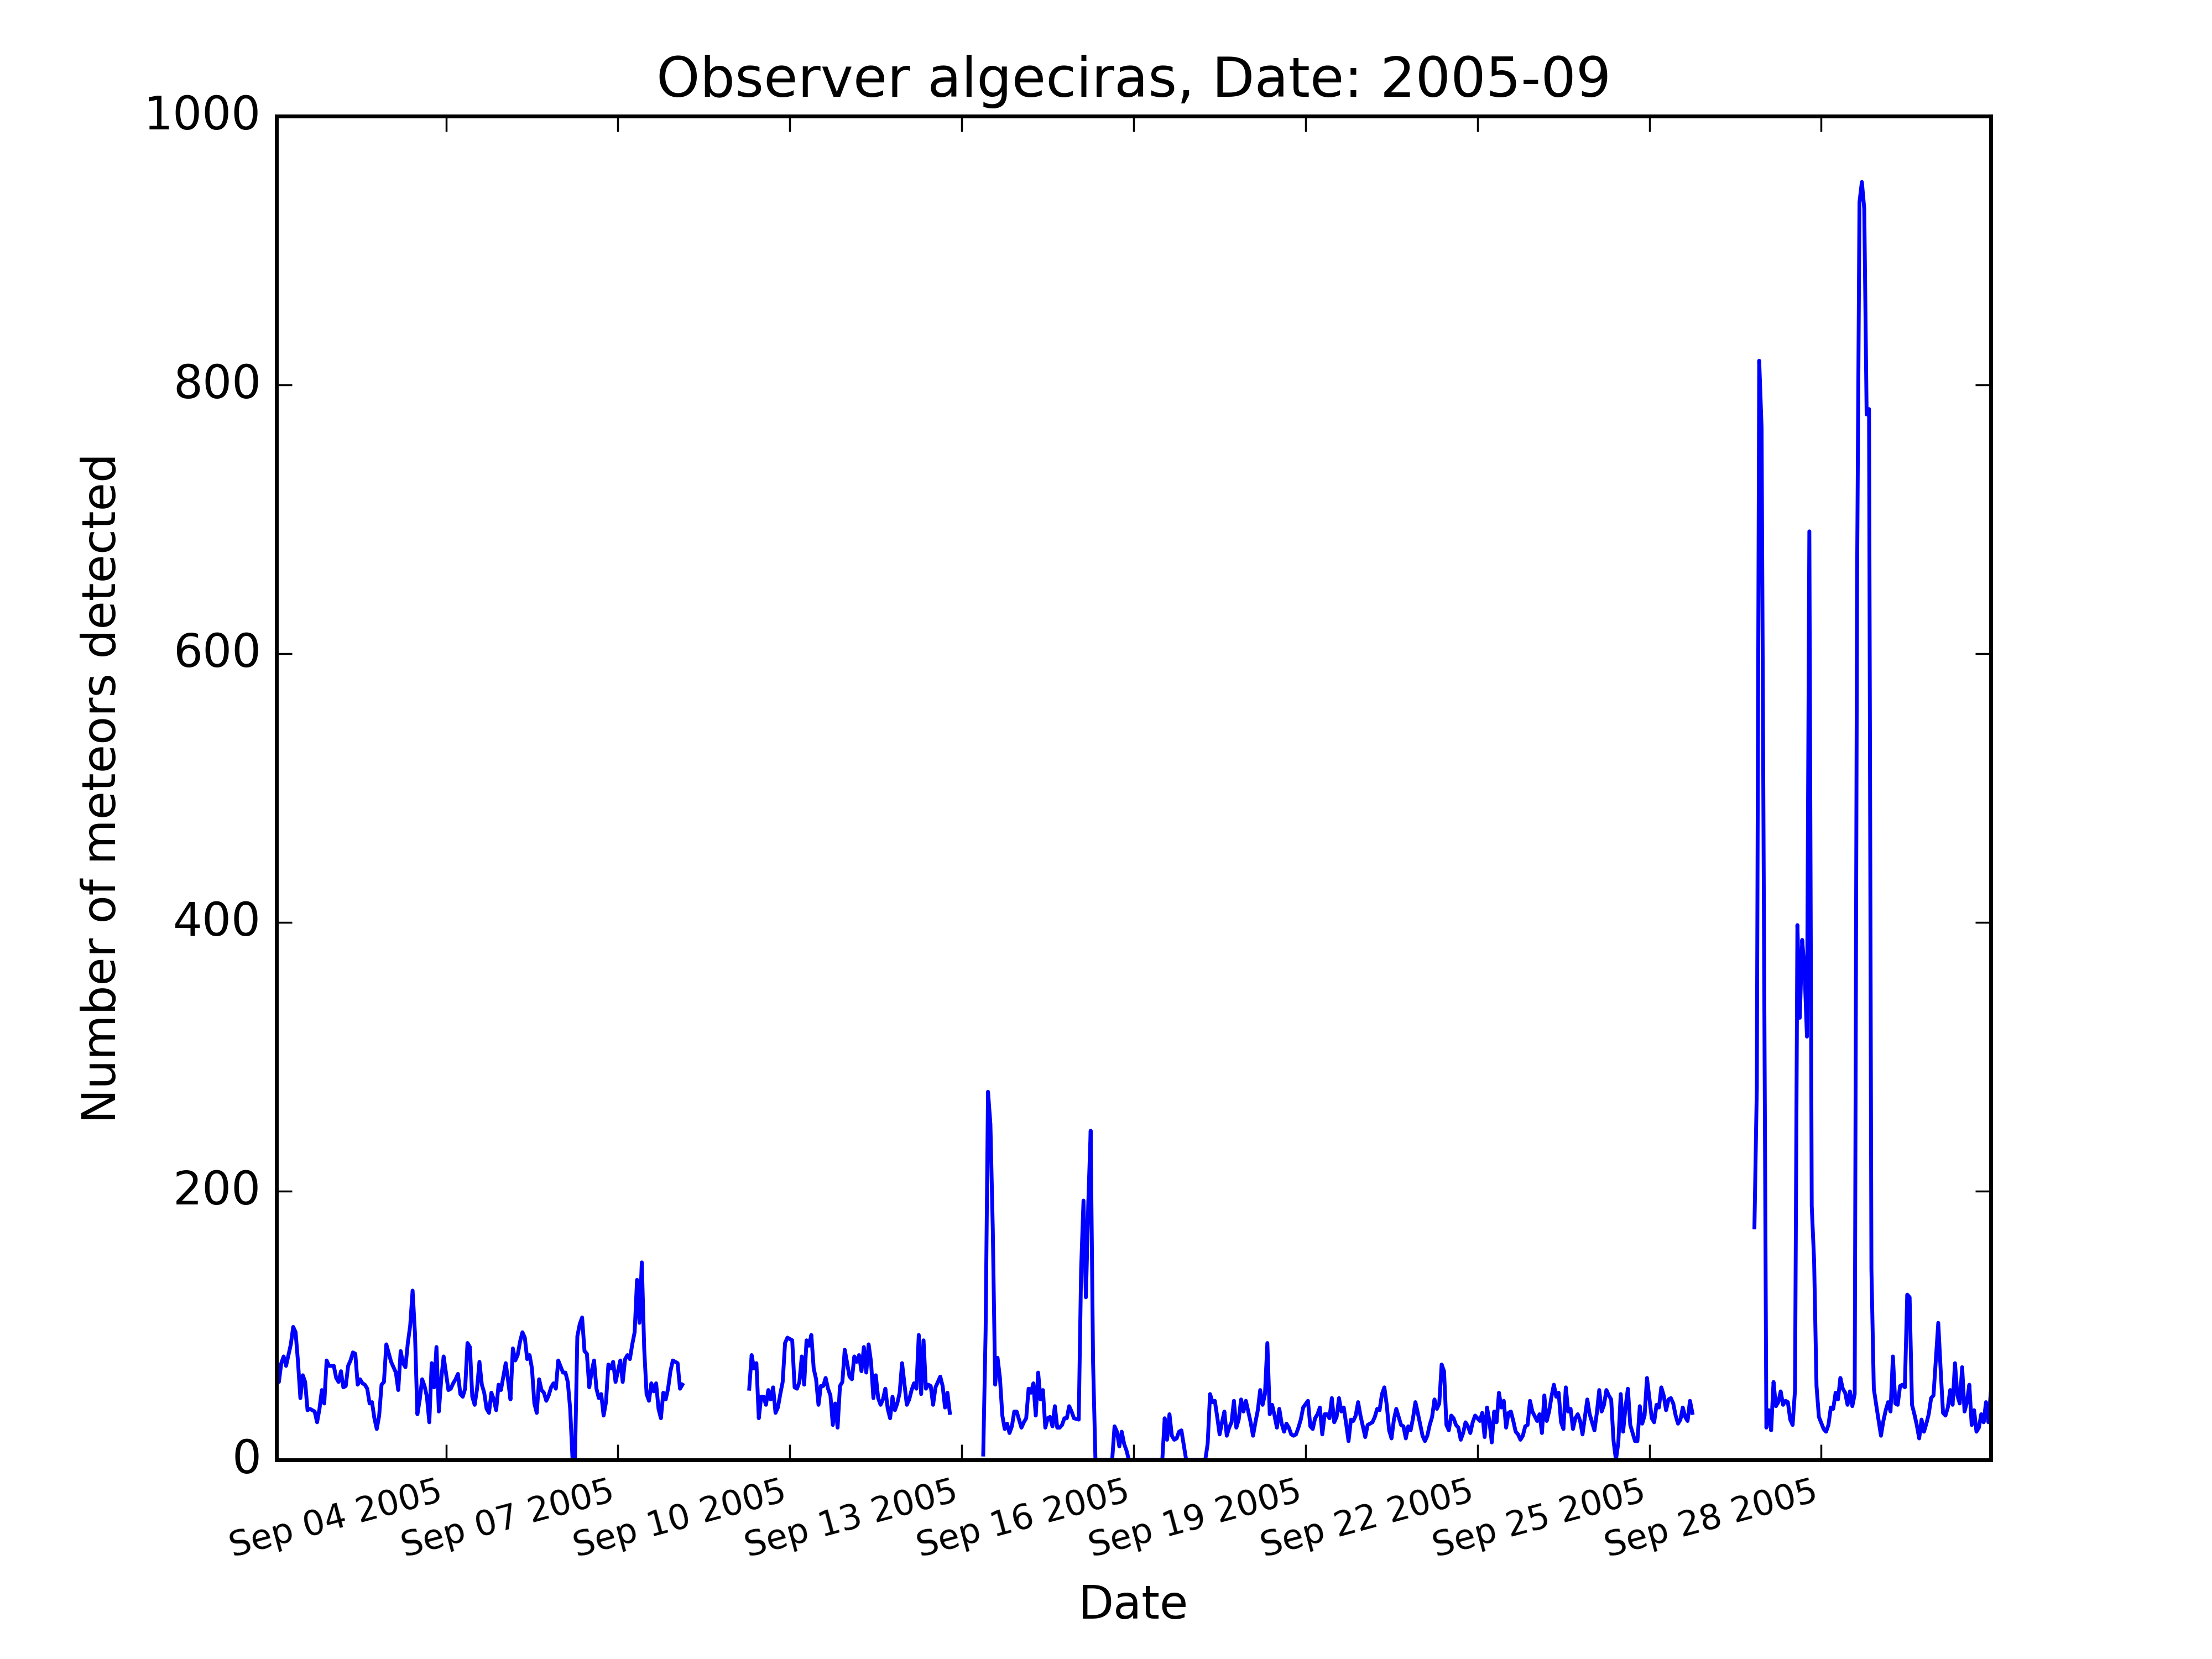 Observer algeciras, Date: 2005-09
1000
800
600
400
200
0
Number of meteors detected
Sep 04 2005
Sep 07 2005
Sep 10 2005
Sep 13 2005
Sep 16 2005
Sep 19 2005
Sep 22 2005
Sep 25 2005
Sep 28 2005
Date